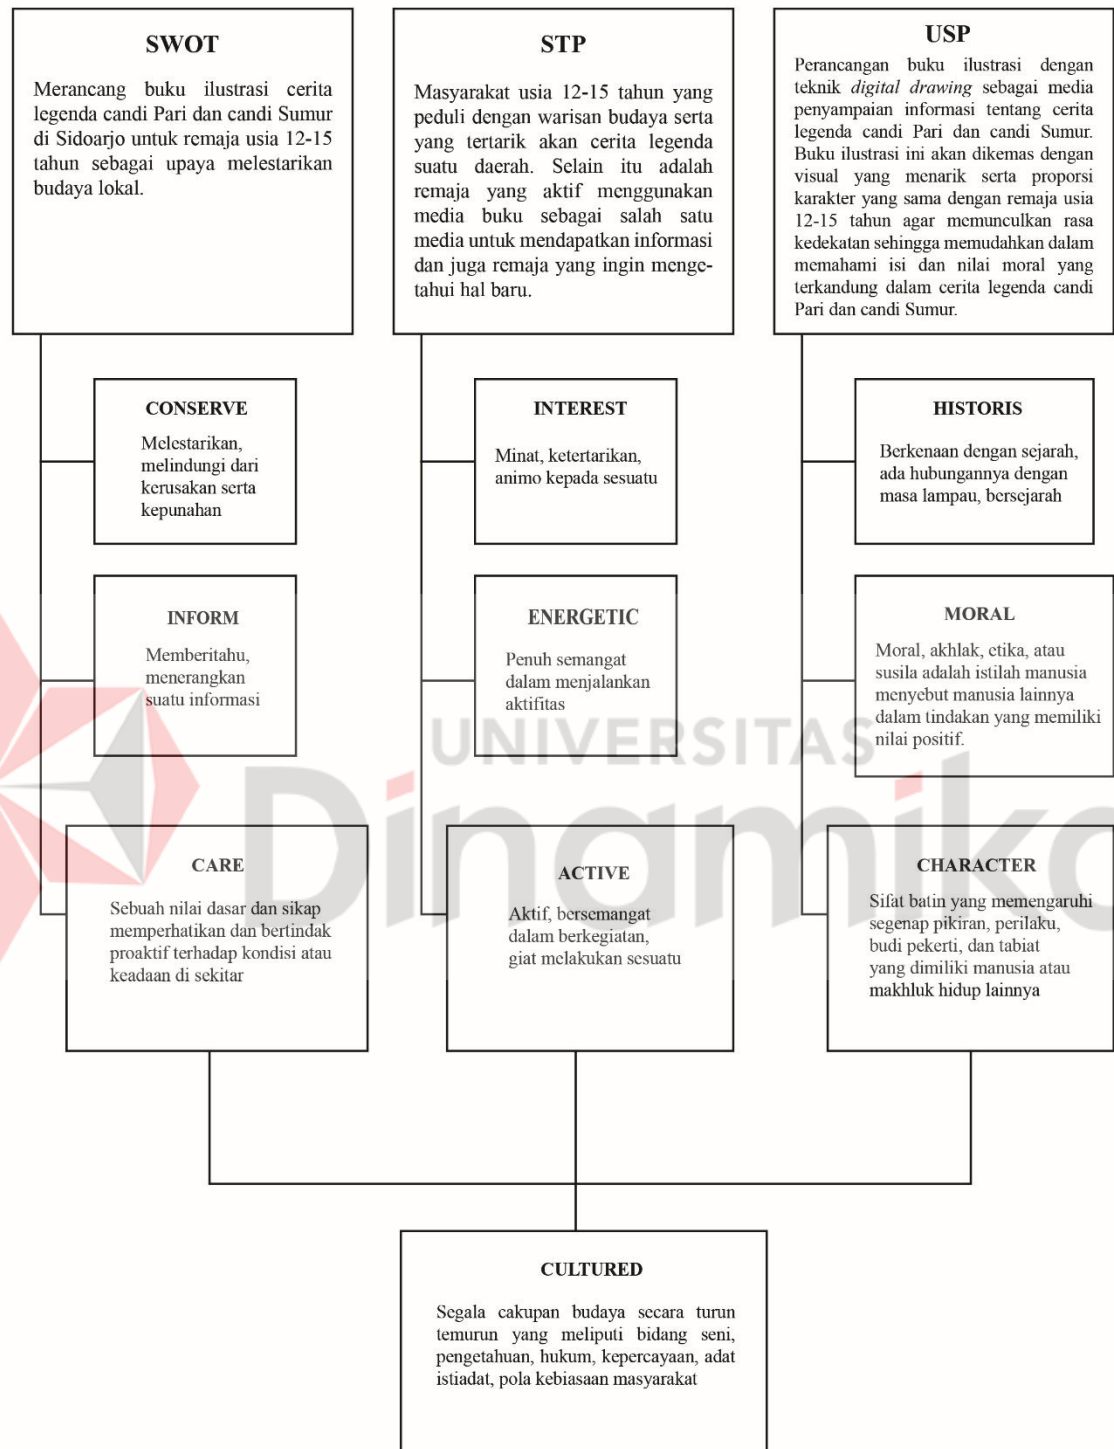 SWOT
Merancang buku ilustrasi cerita
legenda candi Pari dan candi Sumur
di Sidoarjo untuk remaja usia 12-15
tahun sebagai upaya melestarikan
budaya lokal.
STP
Masyarakat usia 12-15 tahun yang
peduli dengan warisan budaya serta
yang tertarik akan cerita legenda
suatu daerah. Selain itu adalah
remaja yang aktif menggunakan
media buku sebagai salah satu
media untuk mendapatkan informasi
dan juga remaja yang ingin menge-
tahui hal baru.
USP
Perancangan buku ilustrasi dengan
teknik digital drawing sebagai media
penyampaian informasi tentang cerita
legenda candi Pari dan candi Sumur.
Buku ilustrasi ini akan dikemas dengan
visual yang menarik serta proporsi
karakter yang sama dengan remaja usia
12-15 tahun agar memunculkan rasa
kedekatan sehingga memudahkan dalam
memahami isi dan nilai moral yang
terkandung dalam cerita legenda candi
Pari dan candi Sumur.
CONSERVE
Melestarikan,
melindungi dari
kerusakan serta
kepunahan
INTEREST
Minat, ketertarikan,
animo kepada sesuatu
HISTORIS
Berkenaan dengan sejarah,
ada hubungannya dengan
masa lampau, bersejarah
INFORM
Memberitahu,
menerangkan
suatu informasi
ENERGETIC
Penuh semangat
dalam menjalankan
aktifitas
MORAL
Moral, akhlak, etika, atau
susila adalah istilah manusia
menyebut manusia lainnya
dalam tindakan yang memiliki
nilai positif.
UNIVERSITAS
Dinamika
CARE
Sebuah nilai dasar dan sikap
memperhatikan dan bertindak
proaktif terhadap kondisi atau
keadaan di sekitar
ACTIVE
Aktif, bersemangat
dalam berkegiatan,
giat melakukan sesuatu
CHARACTER
Sifat batin yang memengaruhi
segenap pikiran, perilaku,
budi pekerti, dan tabiat
yang dimiliki manusia atau
makhluk hidup lainnya
CULTURED
Segala cakupan budaya secara turun
temurun yang meliputi bidang seni,
pengetahuan, hukum, kepercayaan, adat
istiadat, pola kebiasaan masyarakat